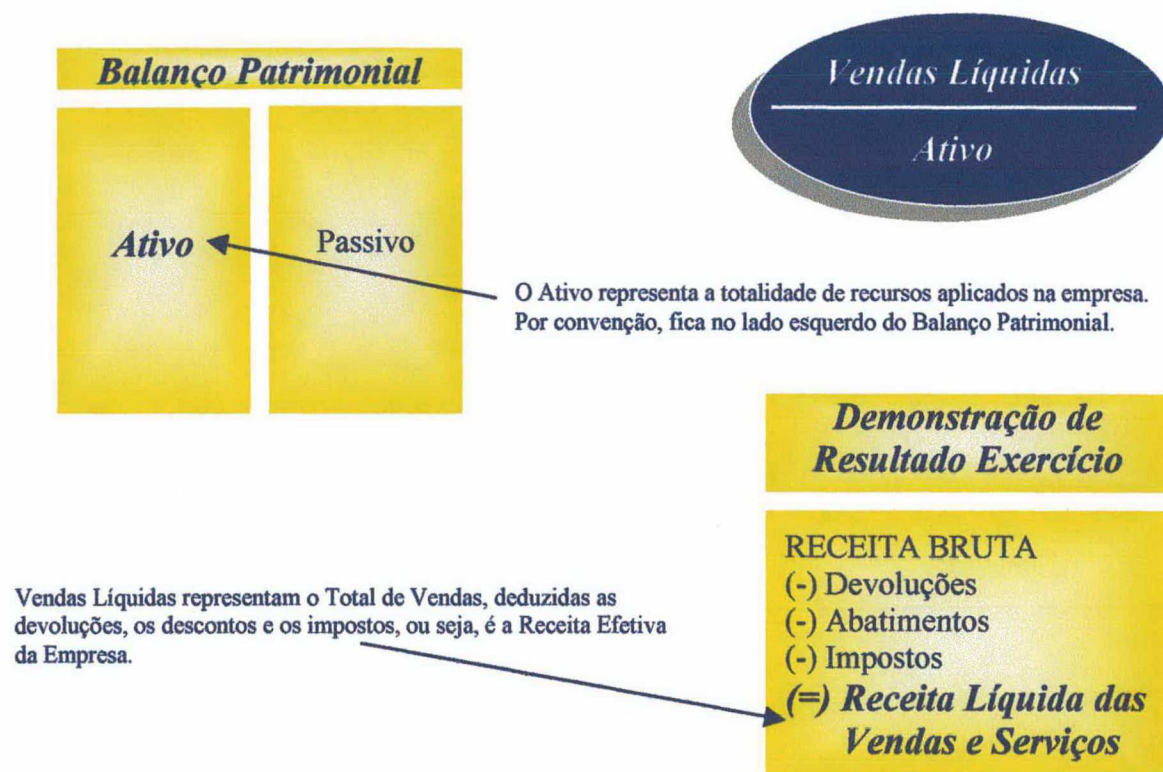 Balanço Patrimonial
Vendas Líquidas
Ativo
Ativo
Passivo
O Ativo representa a totalidade de recursos aplicados na empresa.
Por convenção, fica no lado esquerdo do Balanço Patrimonial.
Demonstração de
Resultado Exercício
RECEITA BRUTA
(-) Devoluções
(-) Abatimentos
(-) Impostos
(=) Receita Líquida das
Vendas e Serviços
Vendas Líquidas representam o Total de Vendas, deduzidas as
devoluções, os descontos e os impostos, ou seja, é a Receita Efetiva
da Empresa.